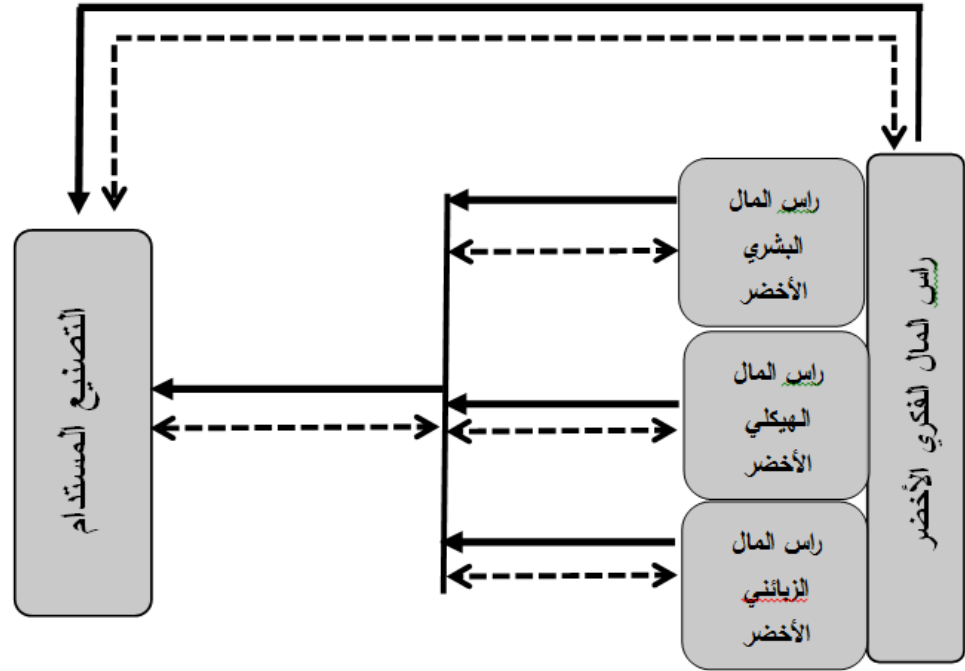 راس المال الفكري الأخضر
راس المال
البشري
الأخضر
راس المال
الهيكلي
الأخضر
راس المال
الزبائني
الأخضر
التصنيع المستدام